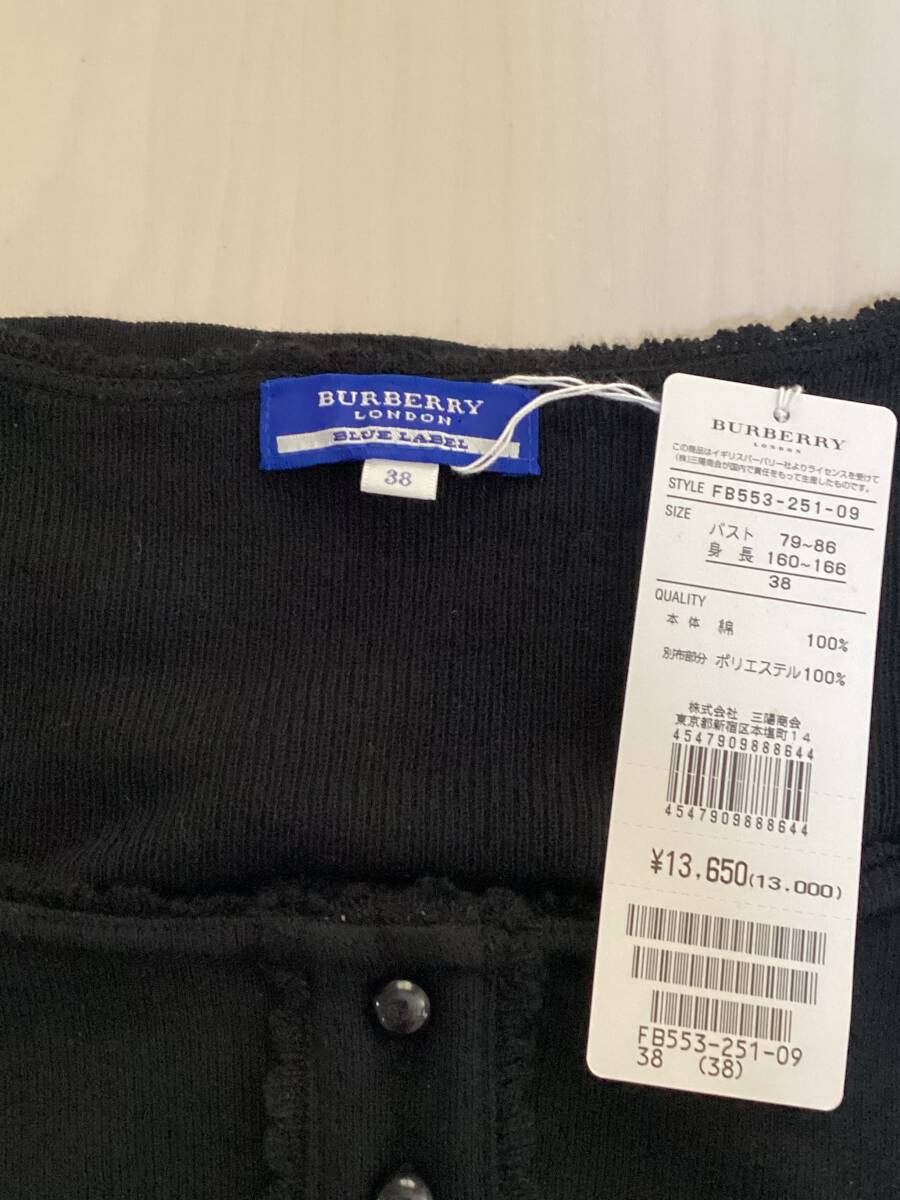 BURBERRY
LONDON
BLUE LABEL
38
BURBERRY
LONDON
この商品はイギリスバーバリー社よりライセンスを受けて
(株)三陽商会が国内で責任をもって生産したものです。
STYLE FB553-251-09
SIZE
バスト 79~86
身長 160~166
38
QUALITY
本体 綿 100%
別布部分 ポリエステル100%
株式会社 三陽商会
東京都新宿区本塩町14
4547909888644
4547909888644
¥13,650(13.000)
FB553-251-09
38 (38)